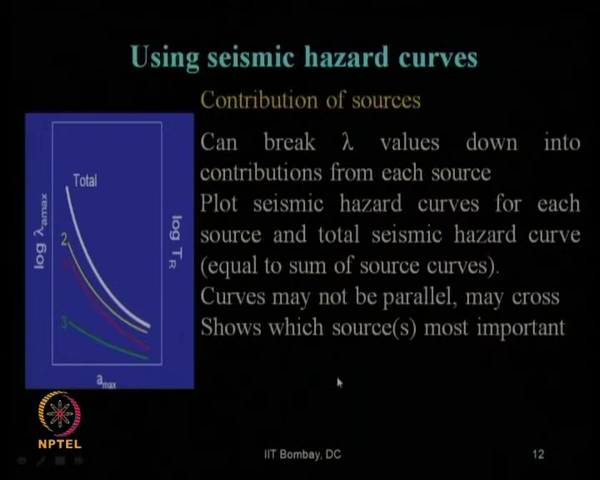 Using seismic hazard curves
Contribution of sources
Can break λ values down into
contributions from each source
Plot seismic hazard curves for each
source and total seismic hazard curve
(equal to sum of source curves).
Curves may not be parallel, may cross
Shows which source(s) most important
Total
2
3
log λamax
log TR
amax
NPTEL
IIT Bombay, DC
12